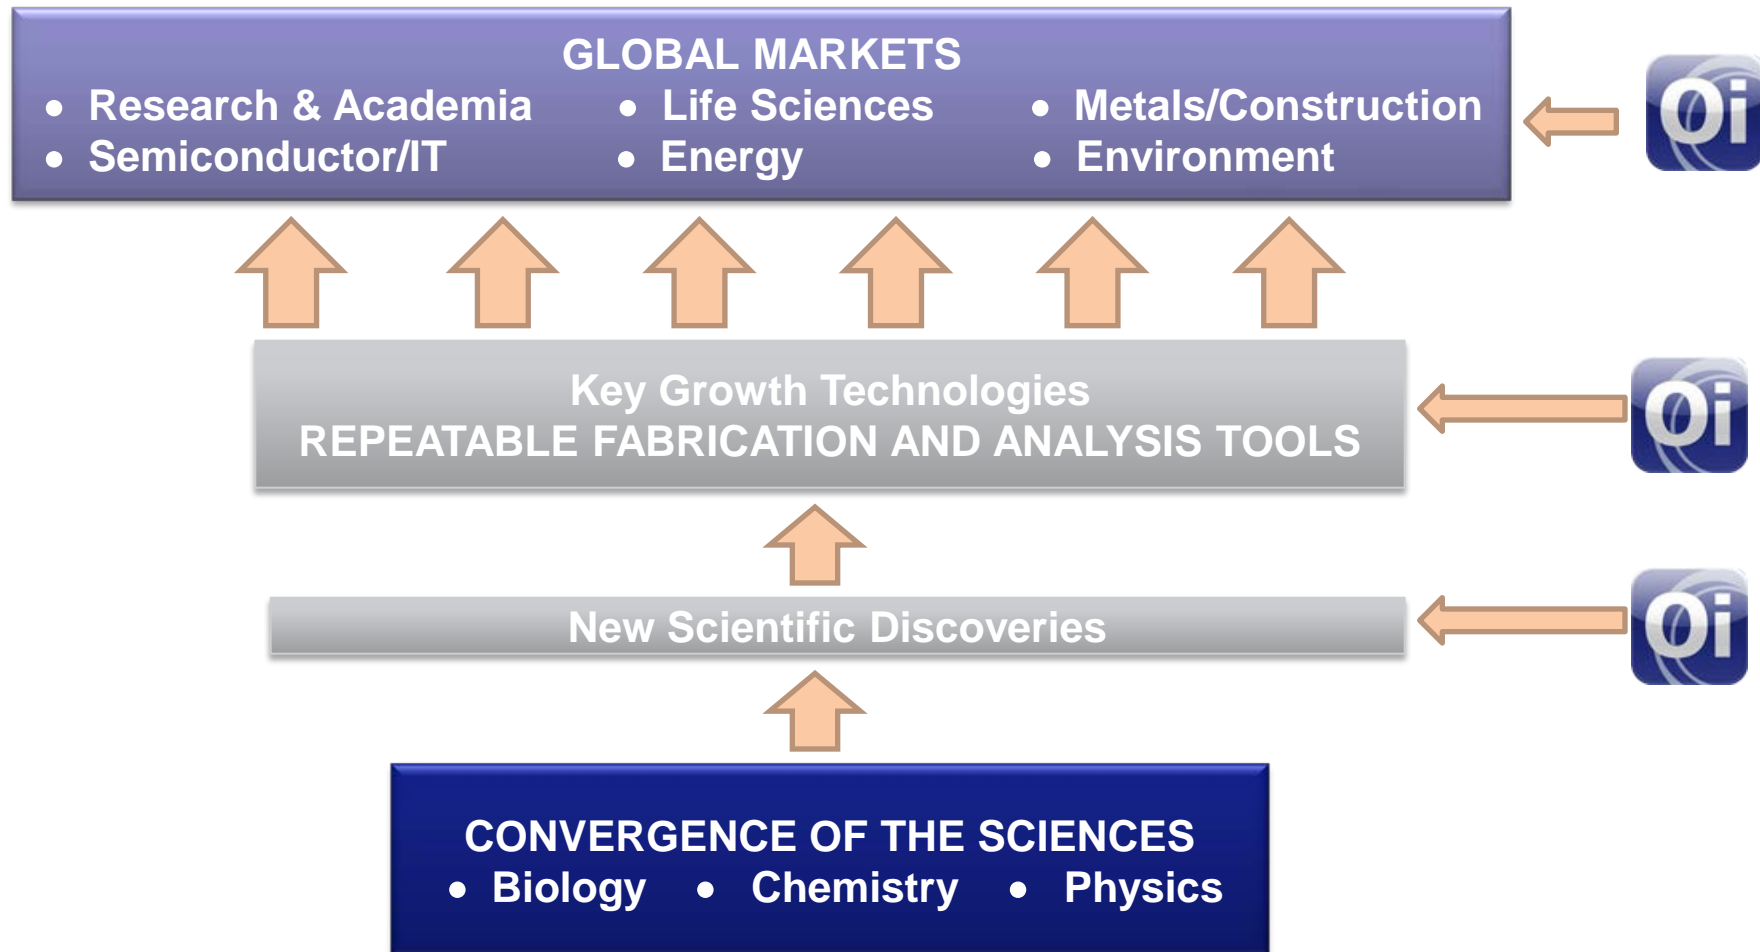 GLOBAL MARKETS
• Research & Academia • Life Sciences • Metals/Construction
• Semiconductor/IT • Energy • Environment
Oi
Key Growth Technologies
REPEATABLE FABRICATION AND ANALYSIS TOOLS
Oi
New Scientific Discoveries
Oi
CONVERGENCE OF THE SCIENCES
• Biology • Chemistry • Physics